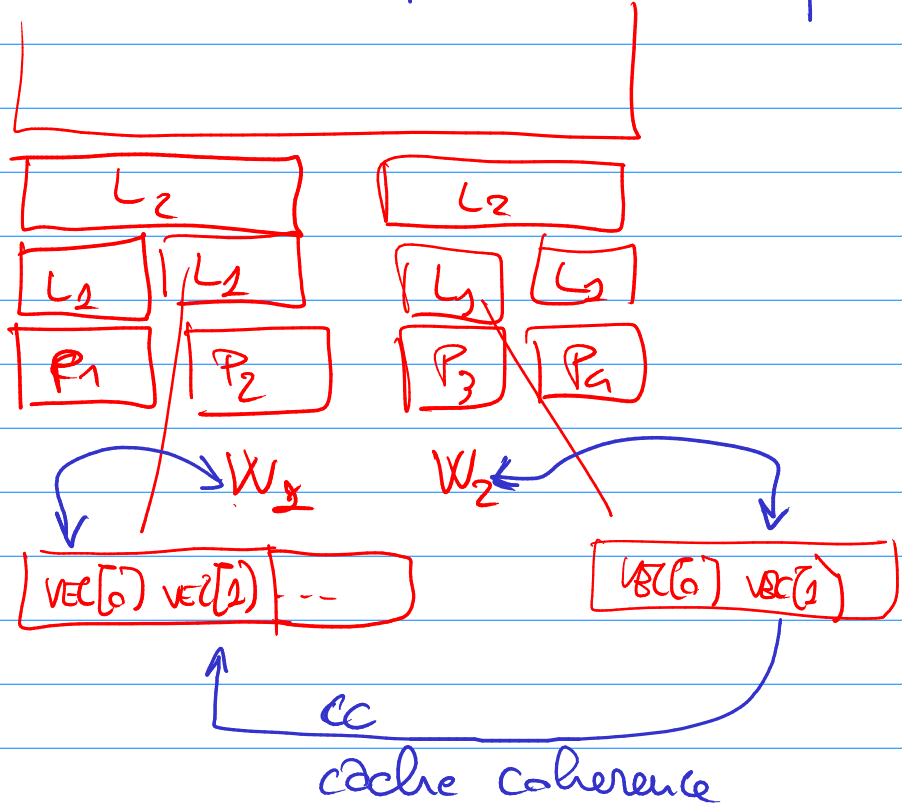 L2 L2
L1 L1 L1 L1
P1 P2 P3 P4
W1 W2
VEC[0] VEC[1] ... VEC[0] VEC[1]
CC
cache coherence